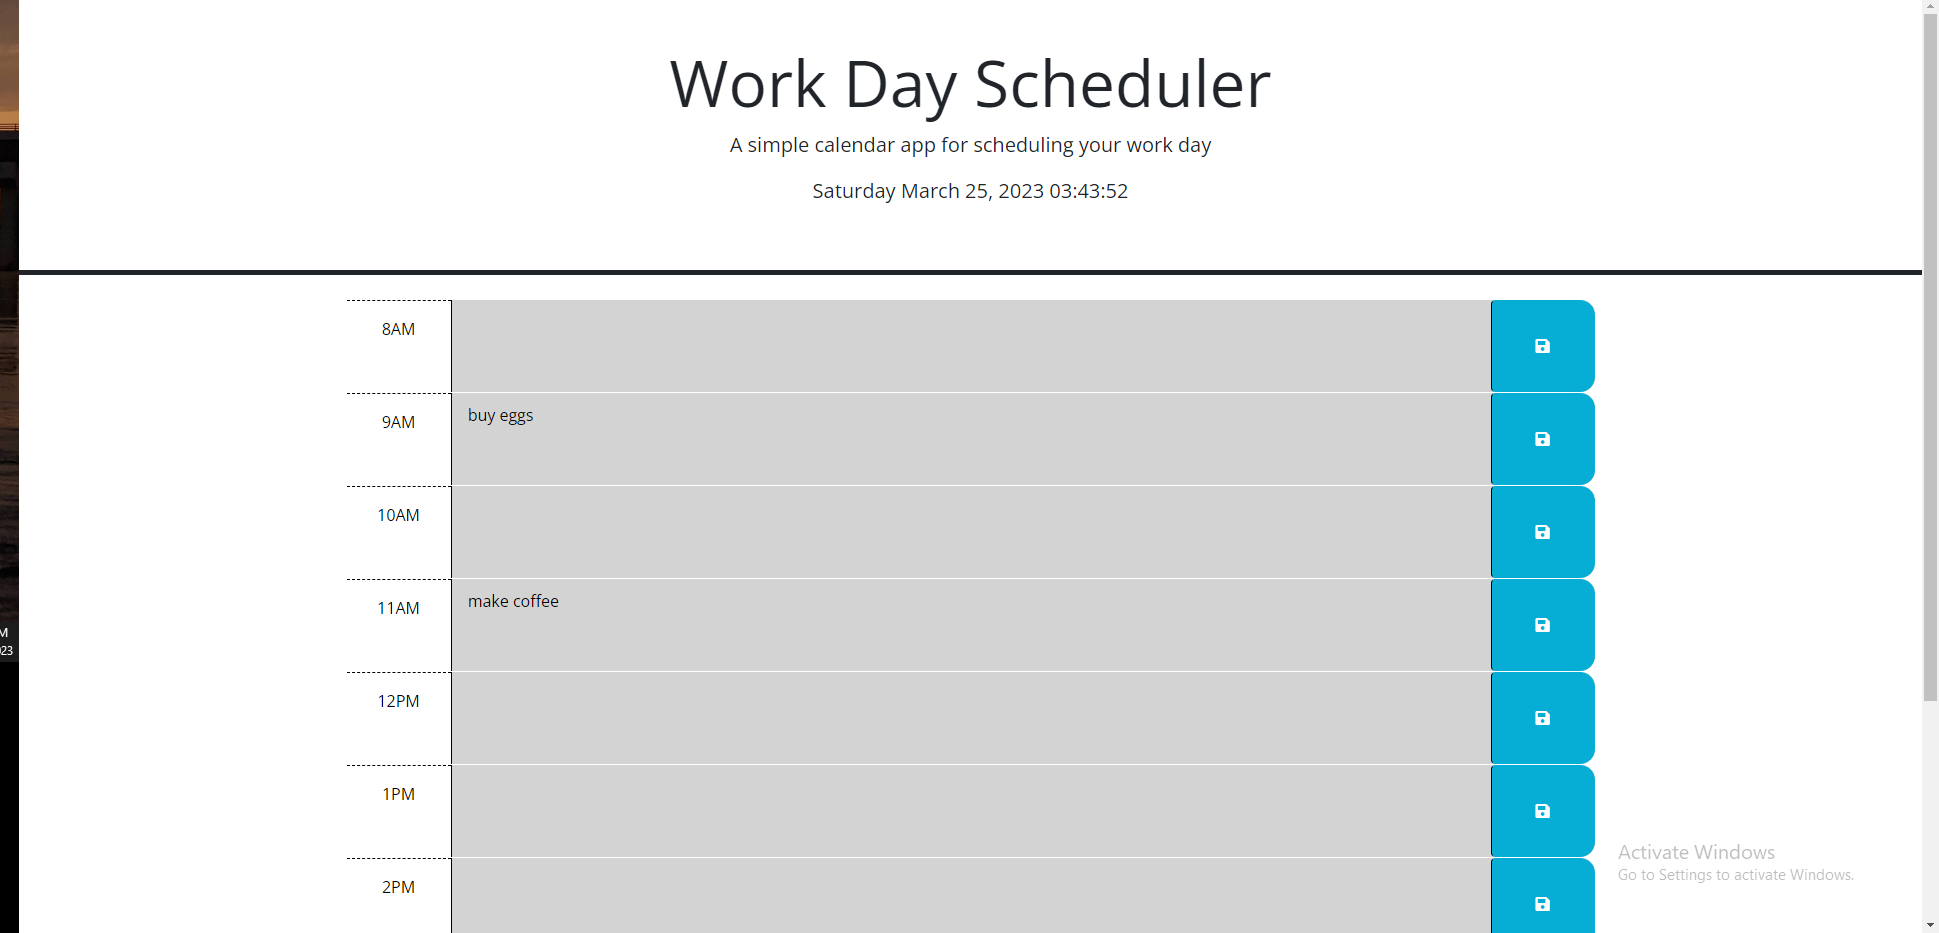 Work Day Scheduler
A simple calendar app for scheduling your work day
Saturday March 25, 2023 03:43:52
8AM
9AM buy eggs
10AM
11AM make coffee
M
023
12PM
1PM
2PM
Activate Windows
Go to Settings to activate Windows.